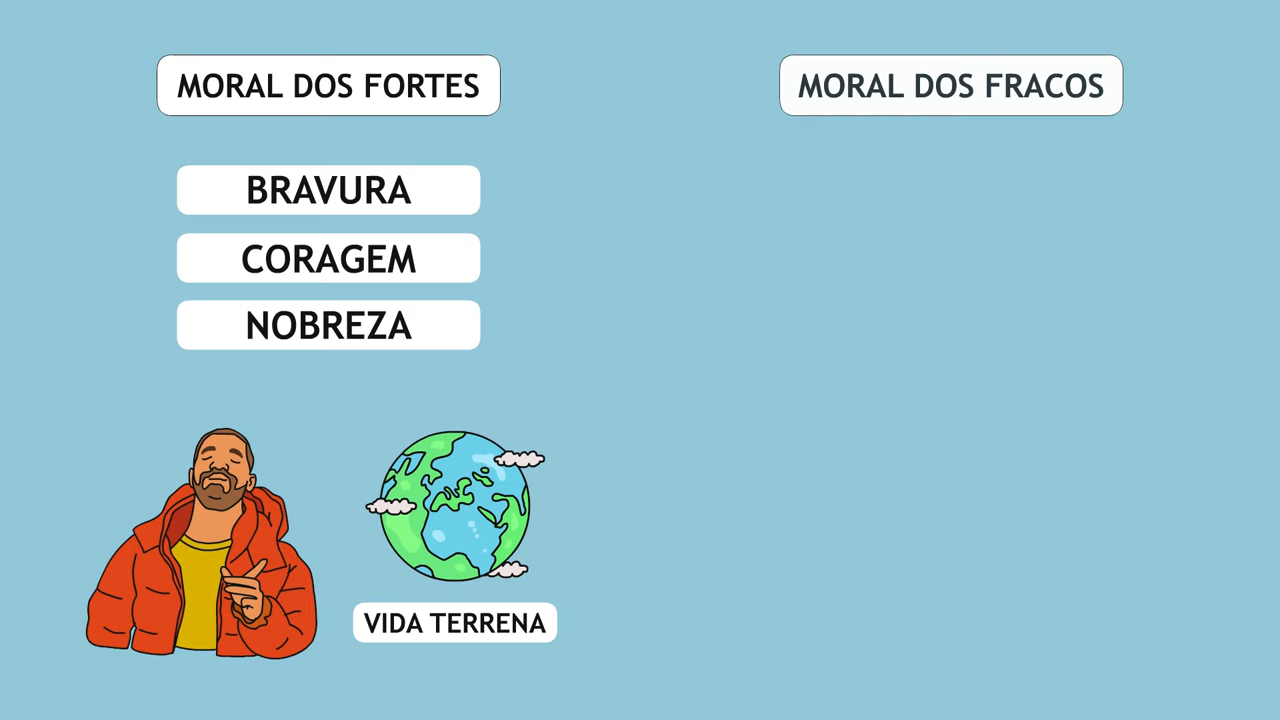 MORAL DOS FORTES
MORAL DOS FRACOS
BRAVURA
CORAGEM
NOBREZA
VIDA TERRENA